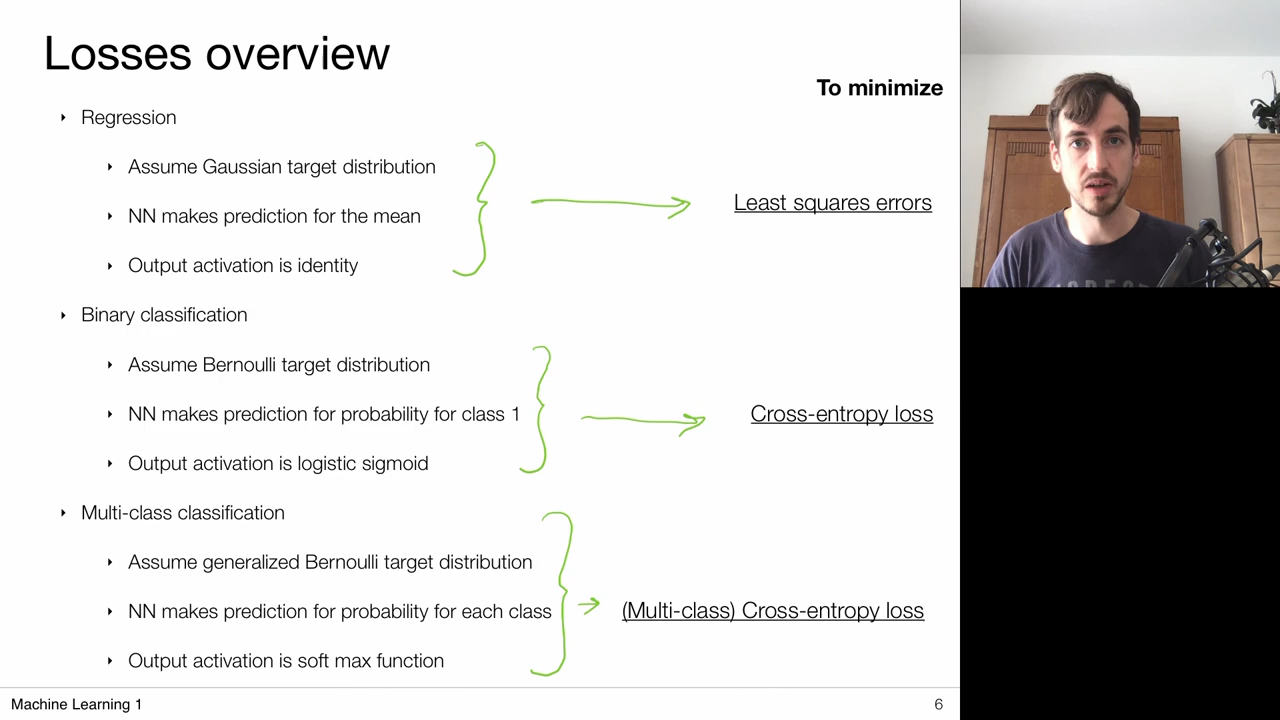 Losses overview
To minimize
Regression
Assume Gaussian target distribution
NN makes prediction for the mean
Least squares errors
Output activation is identity
Binary classification
Assume Bernoulli target distribution
NN makes prediction for probability for class 1
Cross-entropy loss
Output activation is logistic sigmoid
Multi-class classification
Assume generalized Bernoulli target distribution
NN makes prediction for probability for each class
(Multi-class) Cross-entropy loss
Output activation is soft max function
Machine Learning 1
6